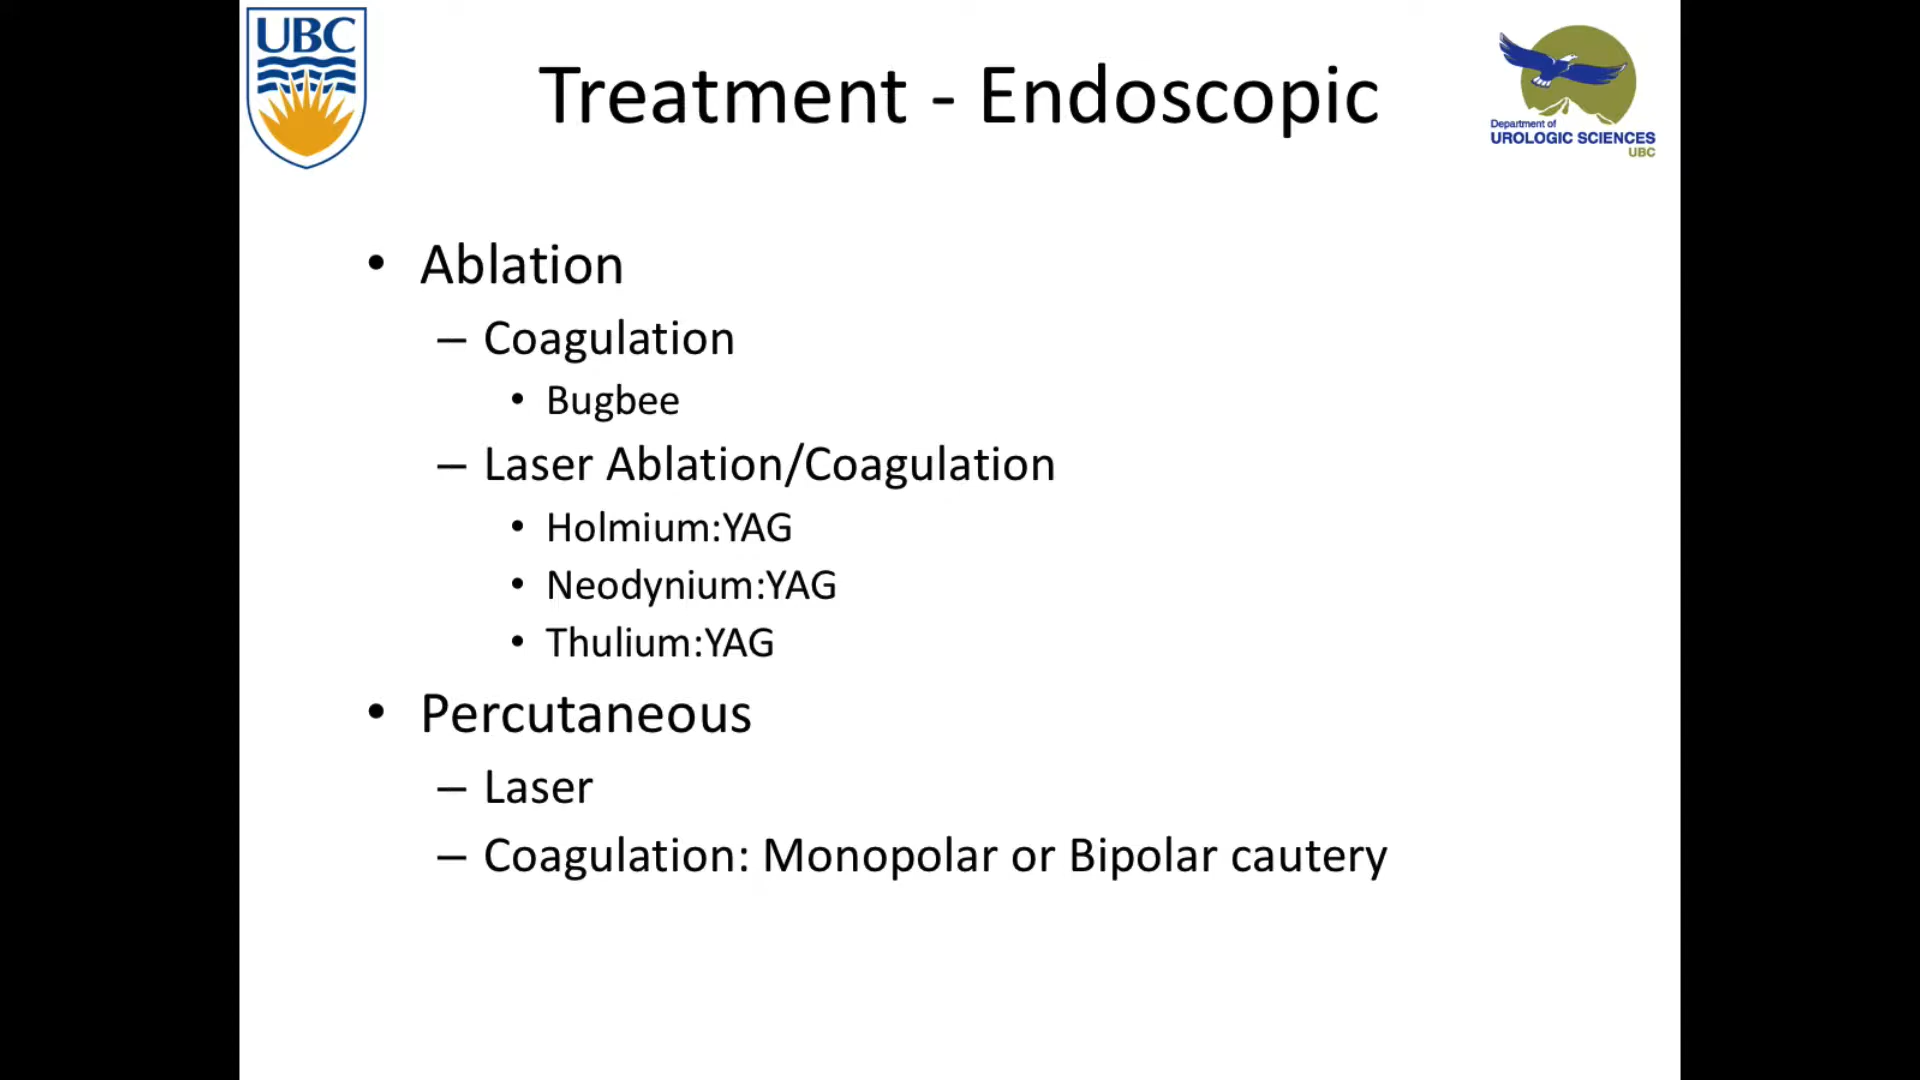 UBC
Treatment - Endoscopic
Department of
UROLOGIC SCIENCES
UBC
• Ablation
– Coagulation
• Bugbee
– Laser Ablation/Coagulation
• Holmium:YAG
• Neodynium:YAG
• Thulium:YAG
• Percutaneous
– Laser
– Coagulation: Monopolar or Bipolar cautery